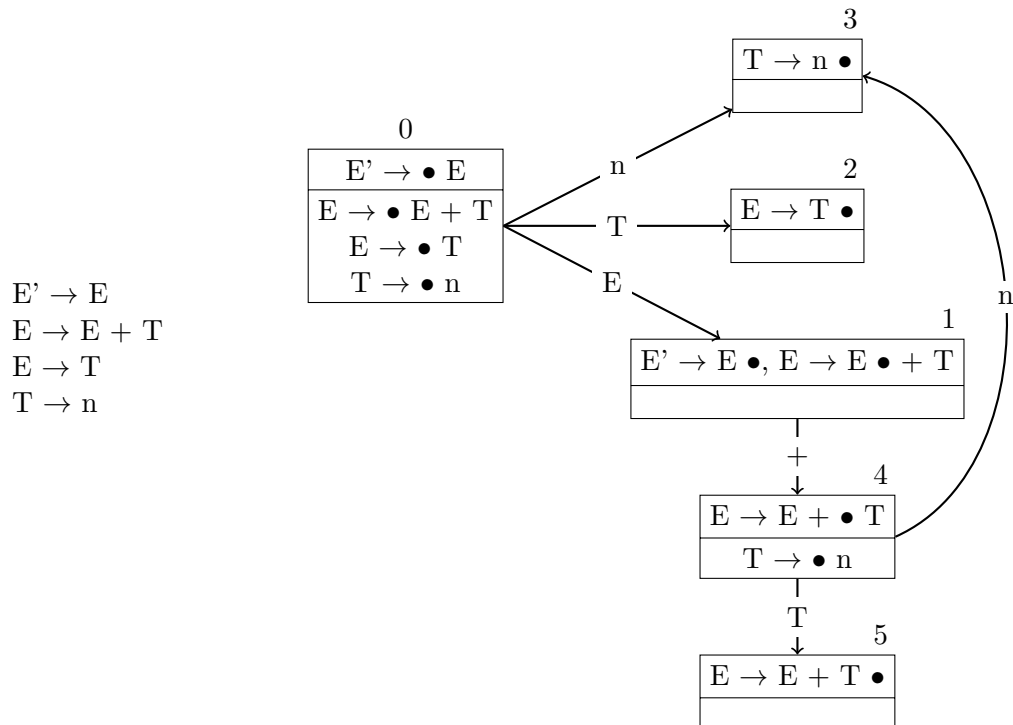 3
T → n ●
0
E' → ● E
E → ● E + T
E → ● T
T → ● n
n
2
E → T ●
T
E
n
E' → E
E → E + T
E → T
T → n
1
E' → E ●, E → E ● + T
+
4
E → E + ● T
T → ● n
T
5
E → E + T ●